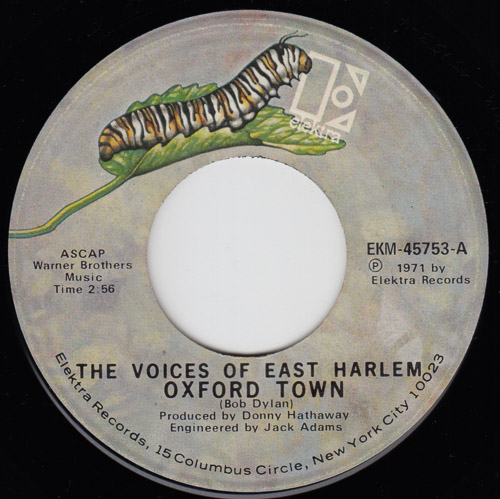 elektra
ASCAP
Warner Brothers
Music
Time 2:56
EKM-45753-A
Ⓟ 1971 by
Elektra Records
THE VOICES OF EAST HARLEM
OXFORD TOWN
(Bob Dylan)
Produced by Donny Hathaway
Engineered by Jack Adams
Elektra Records, 15 Columbus Circle, New York City 10023